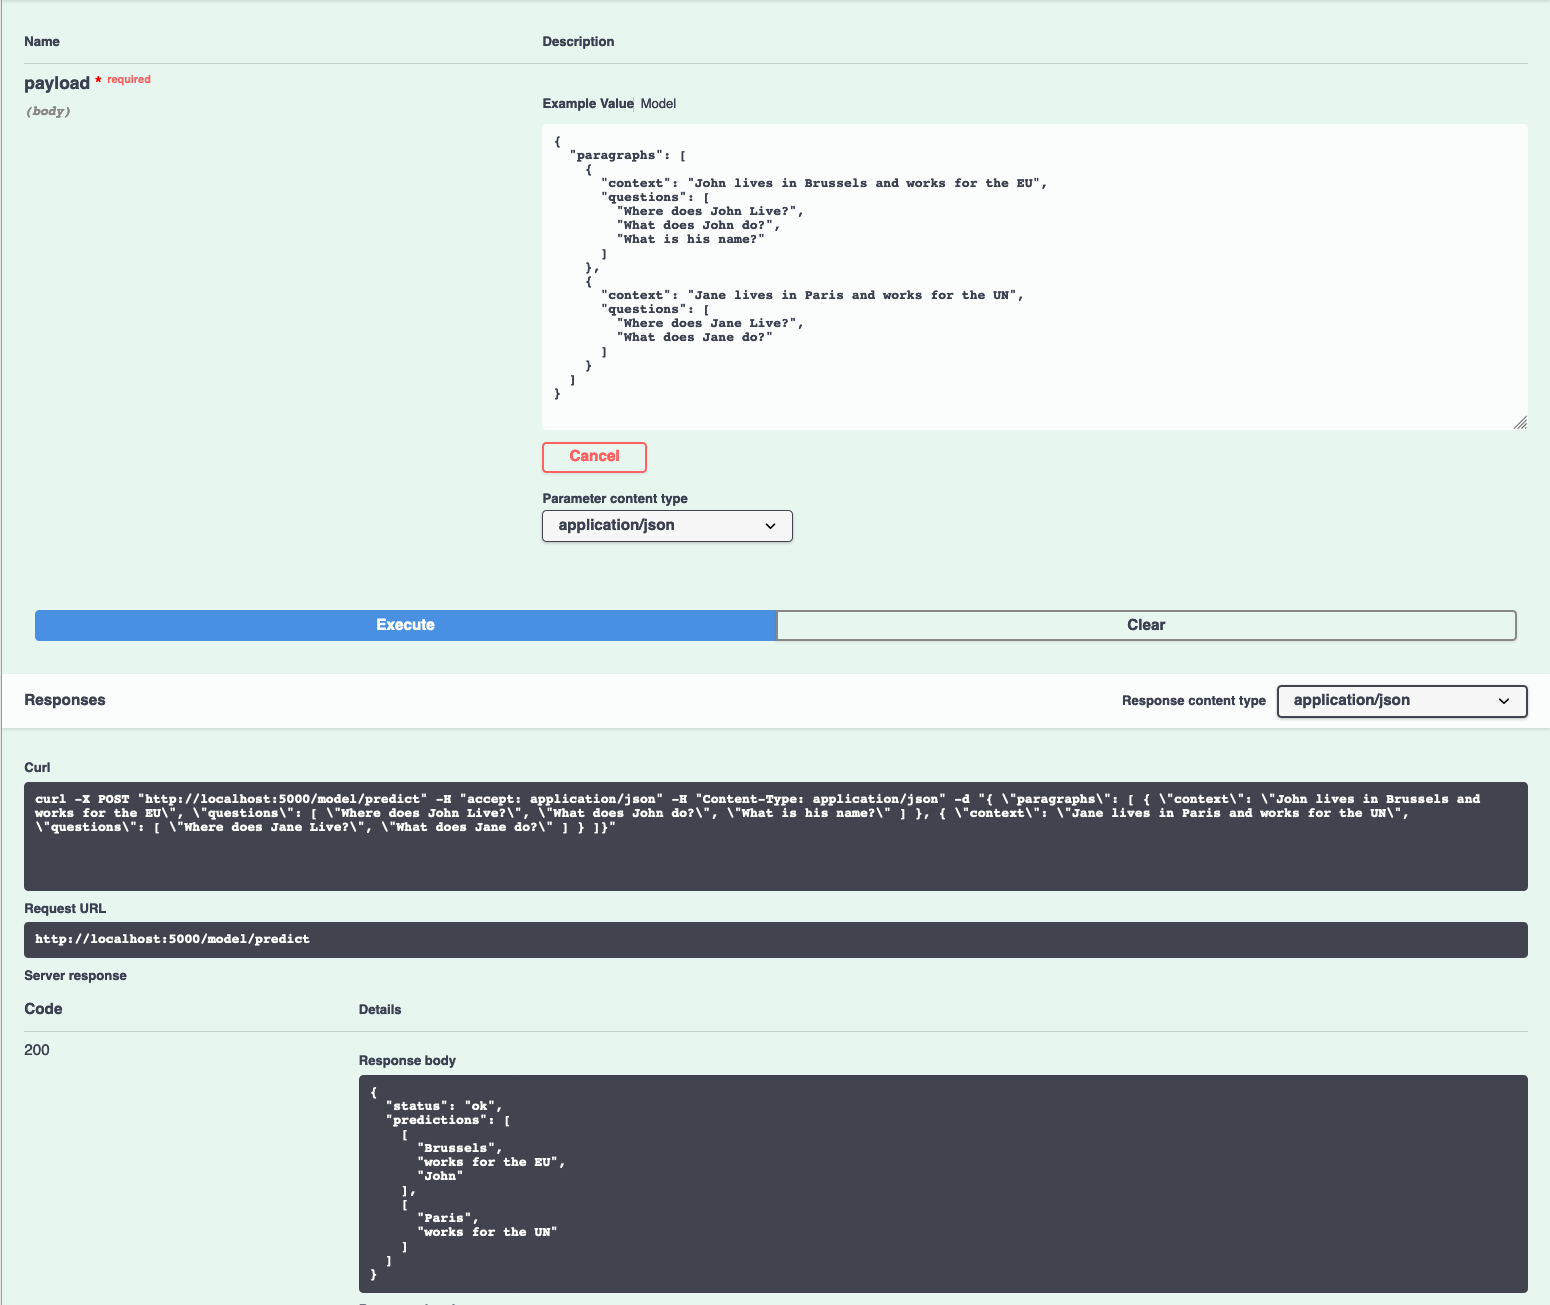 Name Description
payload * required
(body)
Example Value Model
{
  "paragraphs": [
    {
      "context": "John lives in Brussels and works for the EU",
      "questions": [
        "Where does John Live?",
        "What does John do?",
        "What is his name?"
      ]
    },
    {
      "context": "Jane lives in Paris and works for the UN",
      "questions": [
        "Where does Jane Live?",
        "What does Jane do?"
      ]
    }
  ]
}
Cancel
Parameter content type
application/json
Execute Clear
Responses Response content type application/json
Curl
curl -X POST "http://localhost:5000/model/predict" -H "accept: application/json" -H "Content-Type: application/json" -d "{ \"paragraphs\": [ { \"context\": \"John lives in Brussels and
works for the EU\", \"questions\": [ \"Where does John Live?\", \"What does John do?\", \"What is his name?\" ] }, { \"context\": \"Jane lives in Paris and works for the UN\",
\"questions\": [ \"Where does Jane Live?\", \"What does Jane do?\" ] } ]}"
Request URL
http://localhost:5000/model/predict
Server response
Code Details
200
Response body
{
  "status": "ok",
  "predictions": [
    [
      "Brussels",
      "works for the EU",
      "John"
    ],
    [
      "Paris",
      "works for the UN"
    ]
  ]
}